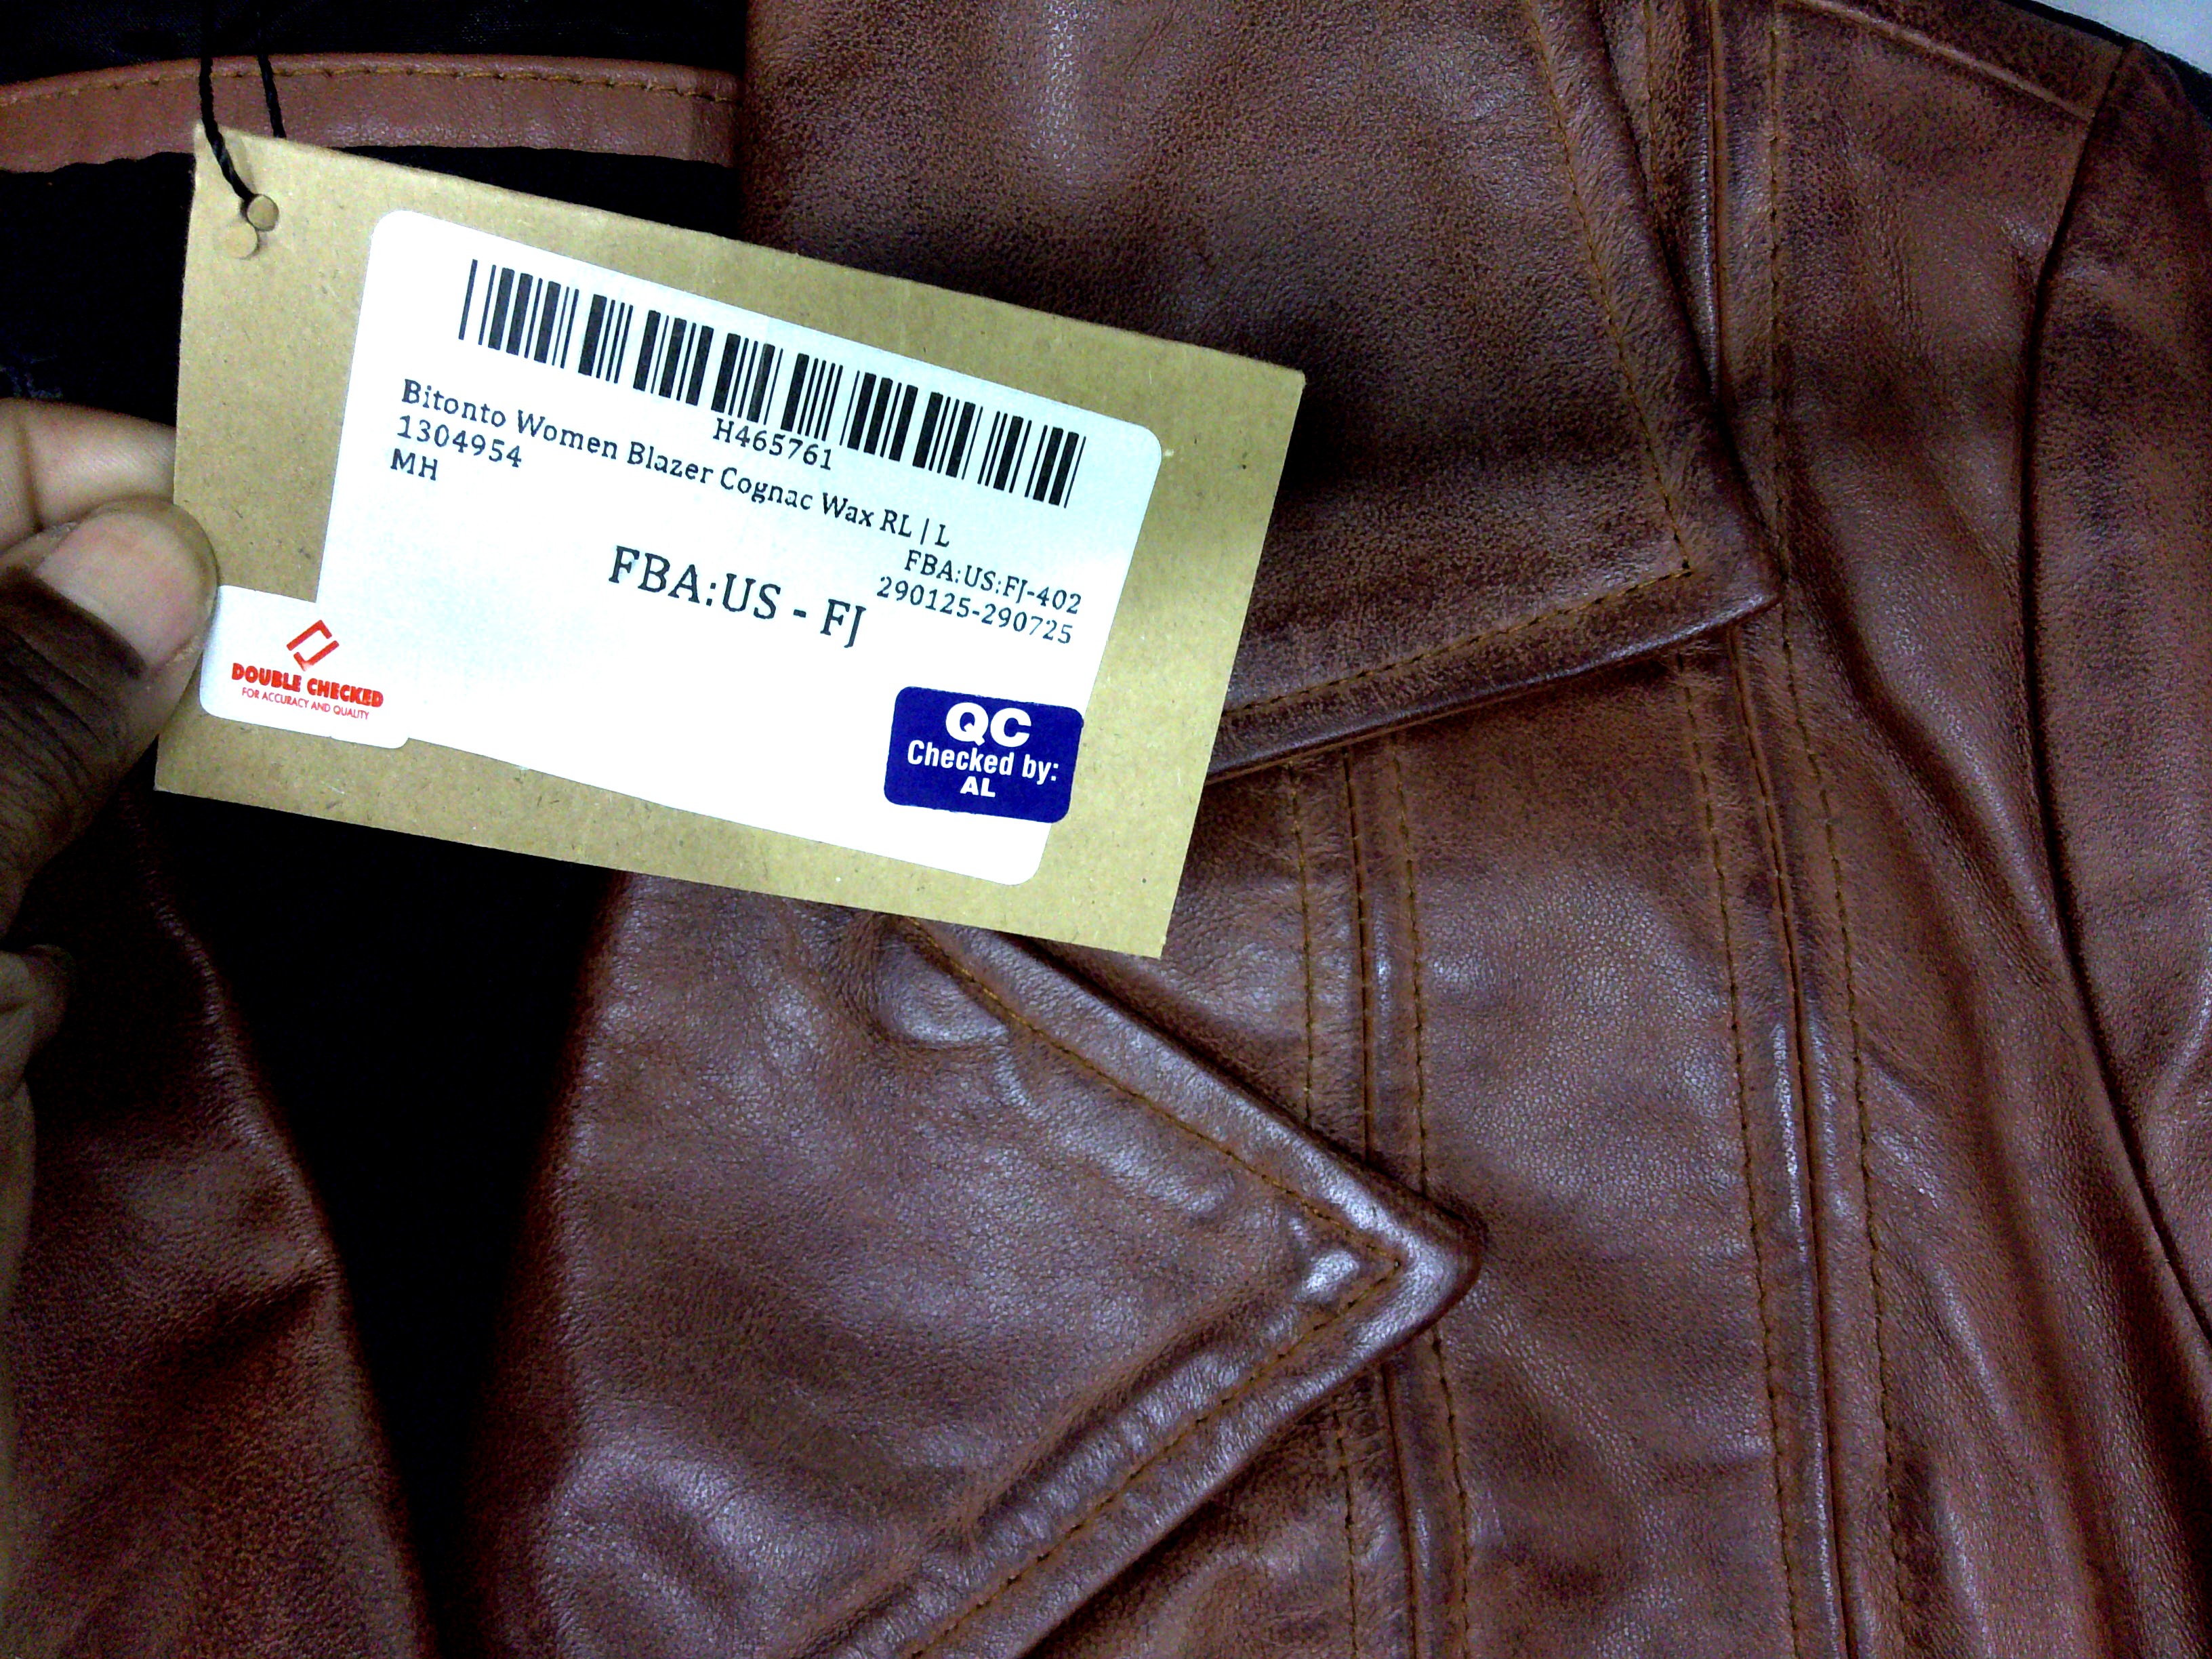 H465761
Bitonto Women Blazer Cognac Wax RL | L
1304954
MH
FBA:US:FJ-402
290125-290725
FBA:US - FJ
DOUBLE CHECKED
FOR ACCURACY AND QUALITY
QC
Checked by:
AL